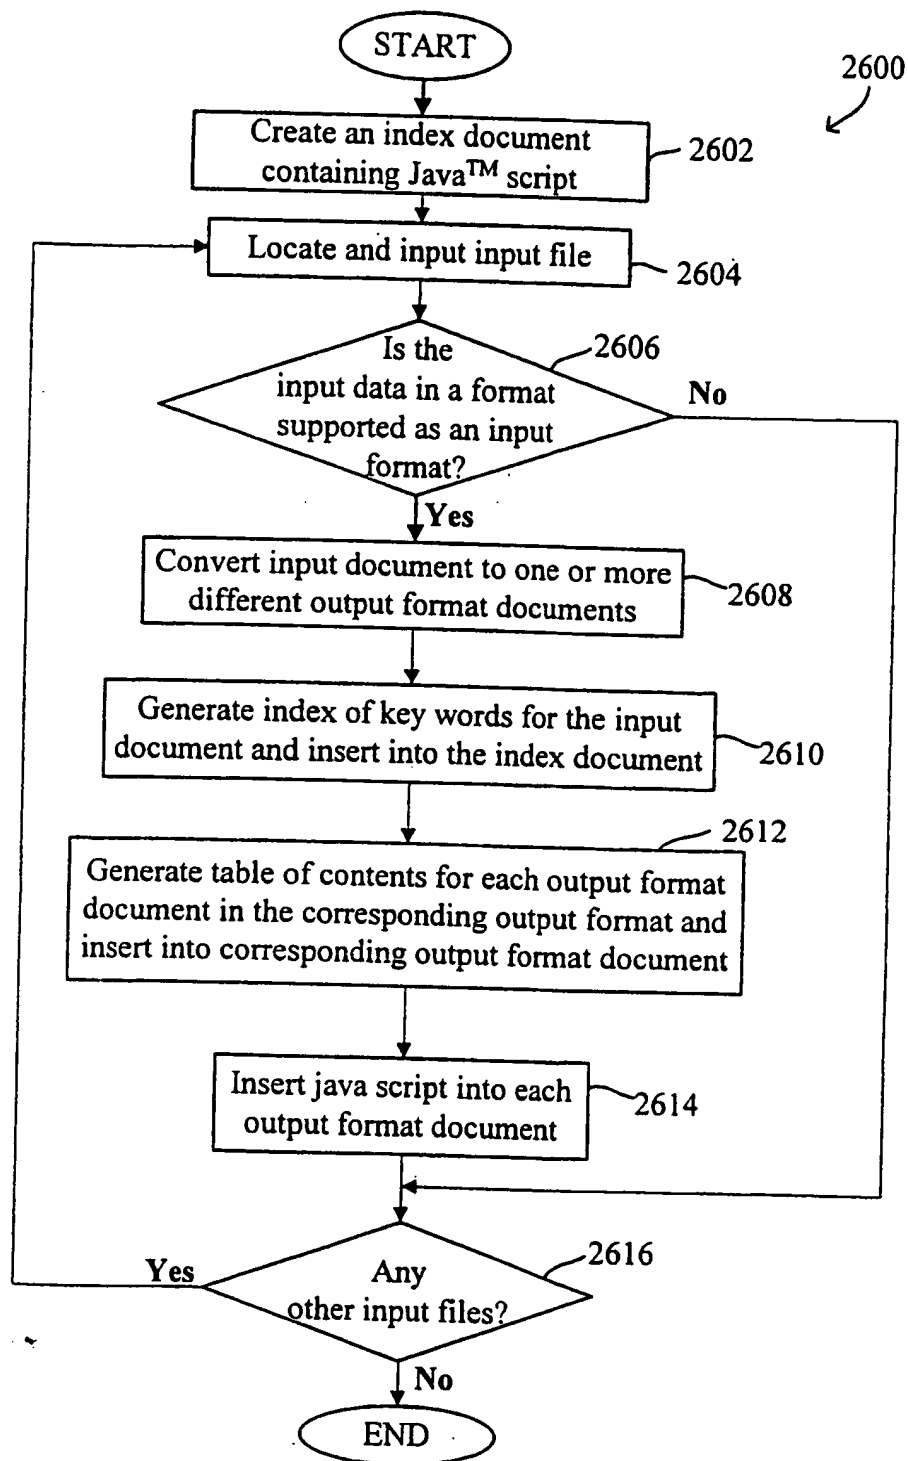 START
2600
Create an index document
containing Java™ script
2602
Locate and input input file
2604
Is the
input data in a format
supported as an input
format?
2606
No
Yes
Convert input document to one or more
different output format documents
2608
Generate index of key words for the input
document and insert into the index document
2610
2612
Generate table of contents for each output format
document in the corresponding output format and
insert into corresponding output format document
Insert java script into each
output format document
2614
2616
Yes
Any
other input files?
No
END